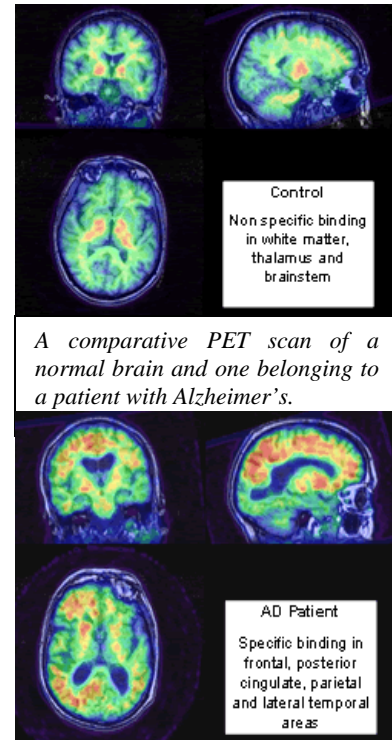 Control
Non specific binding
in white matter,
thalamus and
brainstem
A comparative PET scan of a
normal brain and one belonging to
a patient with Alzheimer’s.
AD Patient
Specific binding in
frontal, posterior
cingulate, parietal
and lateral temporal
areas